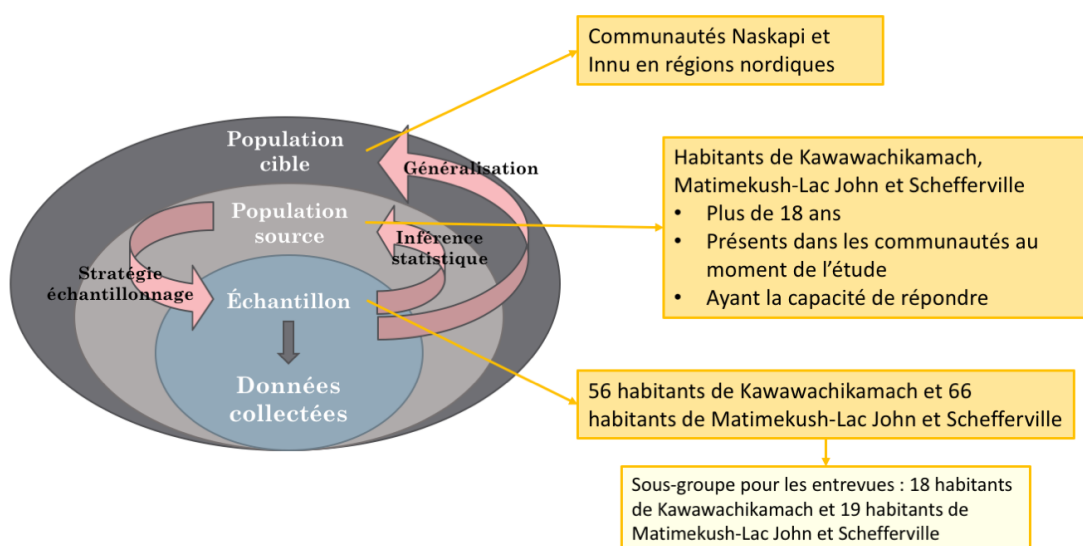 Communautés Naskapi et
Innu en régions nordiques
Population
cible
Généralisation
Habitants de Kawawachikamach,
Matimekush-Lac John et Schefferville
• Plus de 18 ans
• Présents dans les communautés au
moment de l'étude
• Ayant la capacité de répondre
Population
source
Inférence
statistique
Stratégie
échantillonnage
Échantillon
Données
collectées
56 habitants de Kawawachikamach et 66
habitants de Matimekush-Lac John et Schefferville
Sous-groupe pour les entrevues : 18 habitants
de Kawawachikamach et 19 habitants de
Matimekush-Lac John et Schefferville